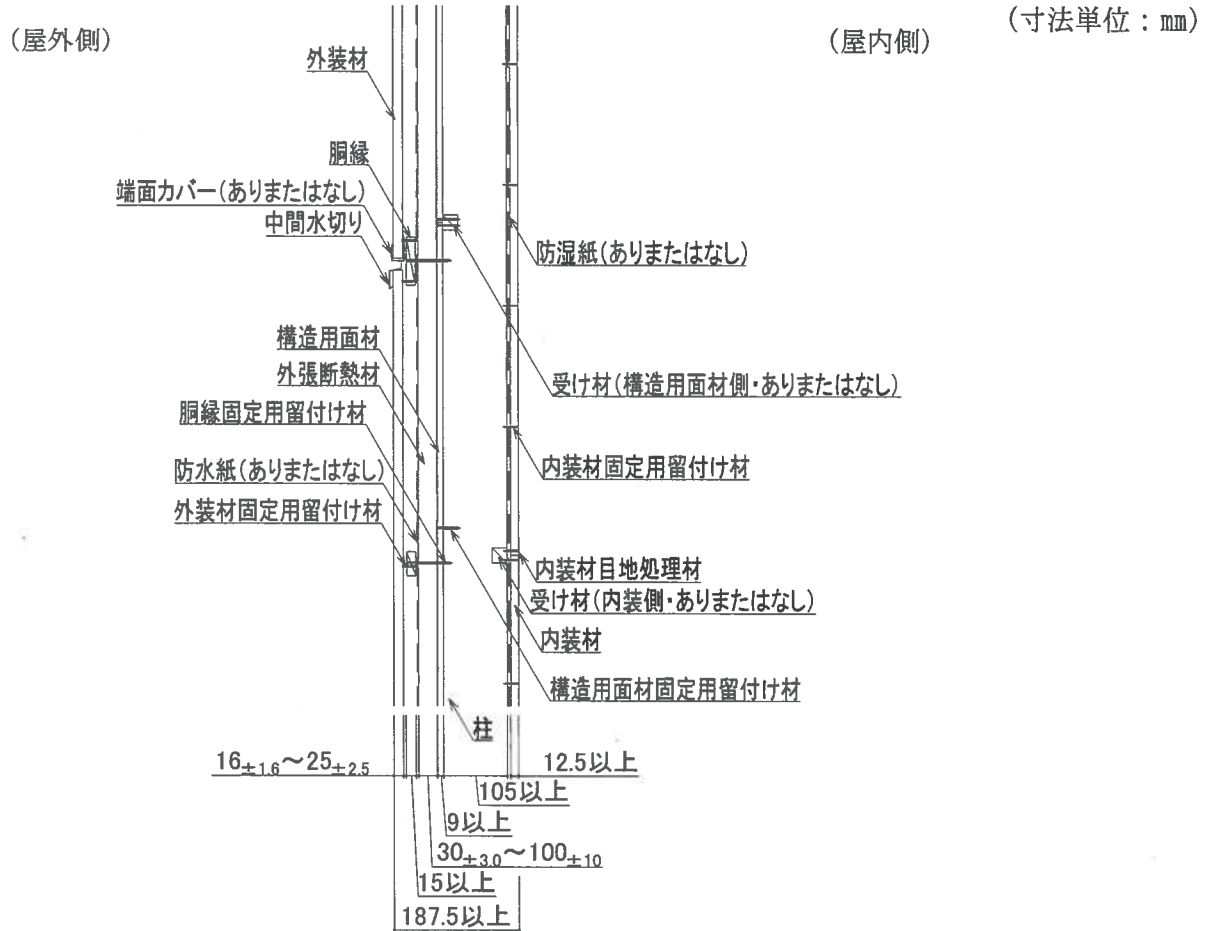 (寸法単位:mm)
(屋外側)
(屋内側)
外装材
胴縁
端面カバー(ありまたはなし)
中間水切り
防湿紙(ありまたはなし)
構造用面材
外張断熱材
受け材(構造用面材側・ありまたはなし)
胴縁固定用留付け材
内装材固定用留付け材
防水紙(ありまたはなし)
外装材固定用留付け材
内装材目地処理材
受け材(内装側・ありまたはなし)
内装材
構造用面材固定用留付け材
柱
16±1.6～25±2.5
12.5以上
105以上
9以上
30±3.0～100±10
15以上
187.5以上